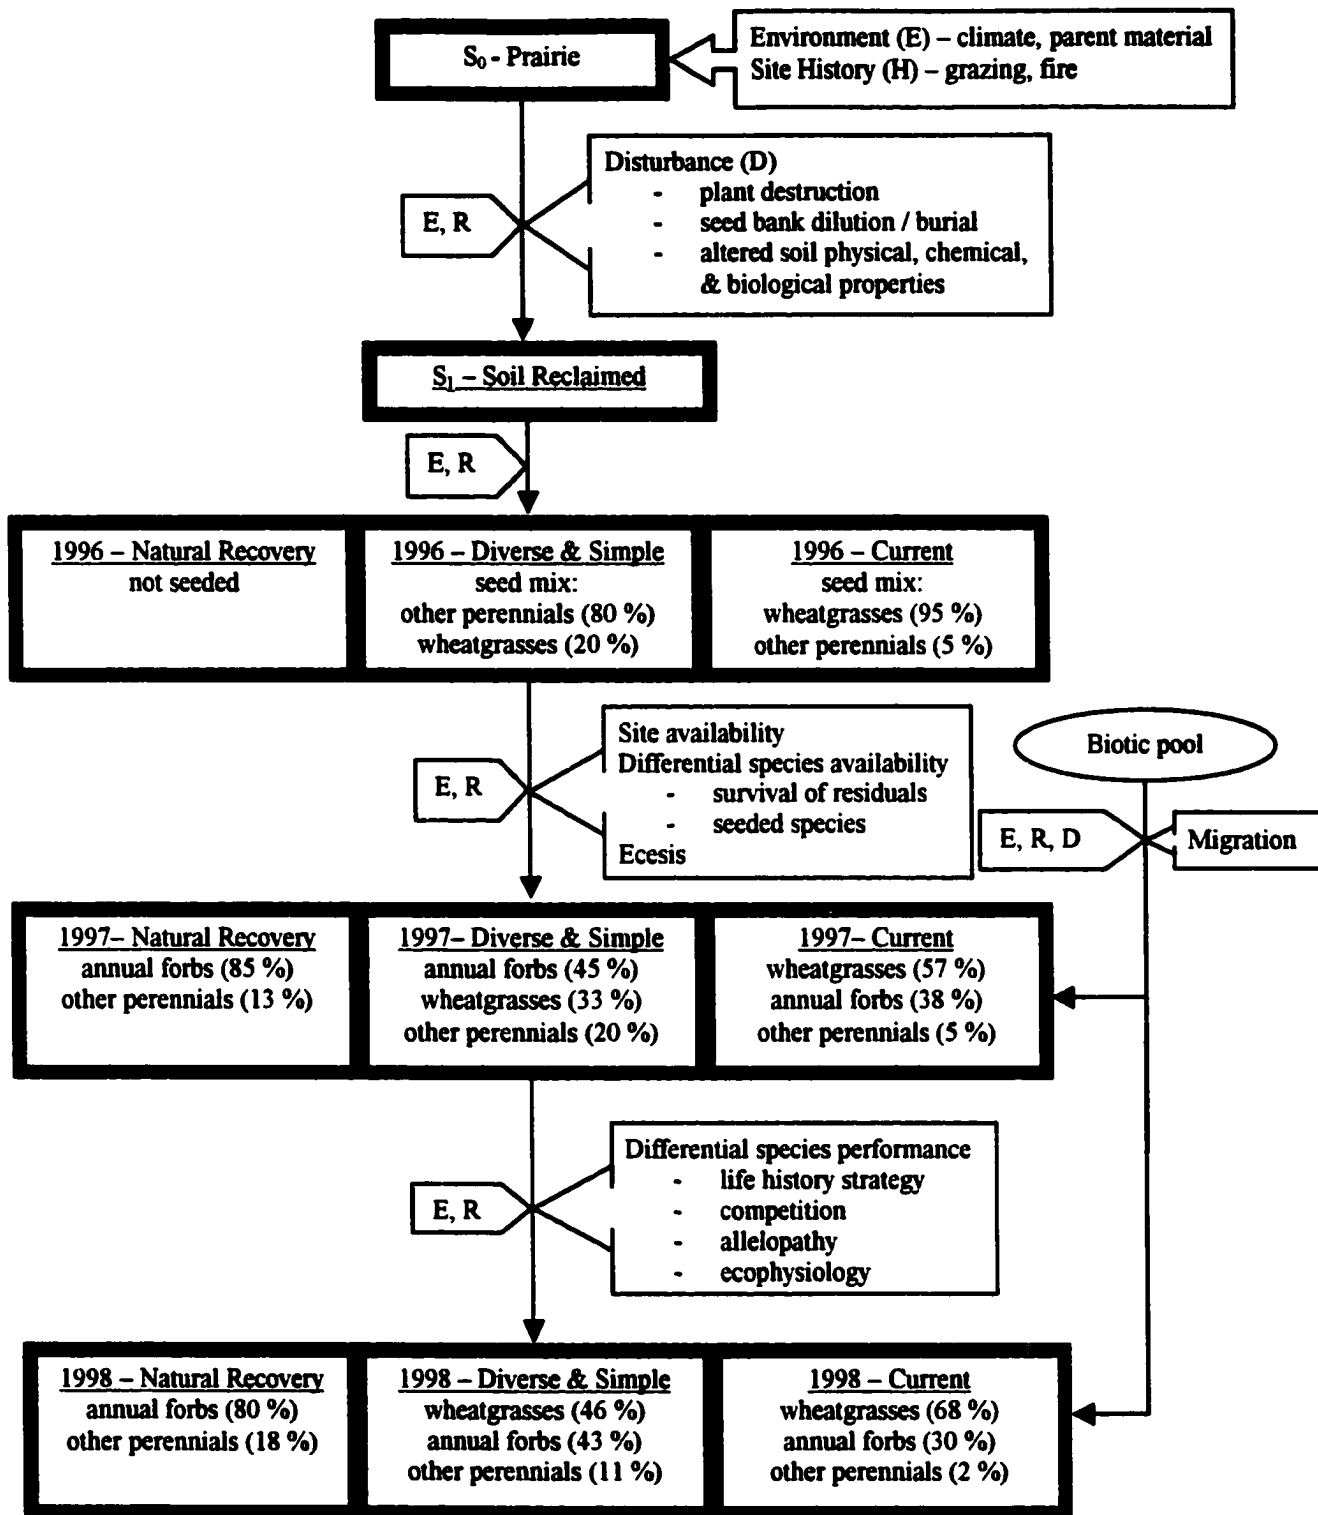 S₀ - Prairie
Environment (E) – climate, parent material
Site History (H) – grazing, fire
Disturbance (D)
- plant destruction
- seed bank dilution / burial
- altered soil physical, chemical,
& biological properties
E, R
S₁ – Soil Reclaimed
E, R
1996 – Natural Recovery
not seeded
1996 – Diverse & Simple
seed mix:
other perennials (80 %)
wheatgrasses (20 %)
1996 – Current
seed mix:
wheatgrasses (95 %)
other perennials (5 %)
E, R
Site availability
Differential species availability
- survival of residuals
- seeded species
Ecesis
Biotic pool
E, R, D
Migration
1997– Natural Recovery
annual forbs (85 %)
other perennials (13 %)
1997– Diverse & Simple
annual forbs (45 %)
wheatgrasses (33 %)
other perennials (20 %)
1997– Current
wheatgrasses (57 %)
annual forbs (38 %)
other perennials (5 %)
E, R
Differential species performance
- life history strategy
- competition
- allelopathy
- ecophysiology
1998 – Natural Recovery
annual forbs (80 %)
other perennials (18 %)
1998 – Diverse & Simple
wheatgrasses (46 %)
annual forbs (43 %)
other perennials (11 %)
1998 – Current
wheatgrasses (68 %)
annual forbs (30 %)
other perennials (2 %)